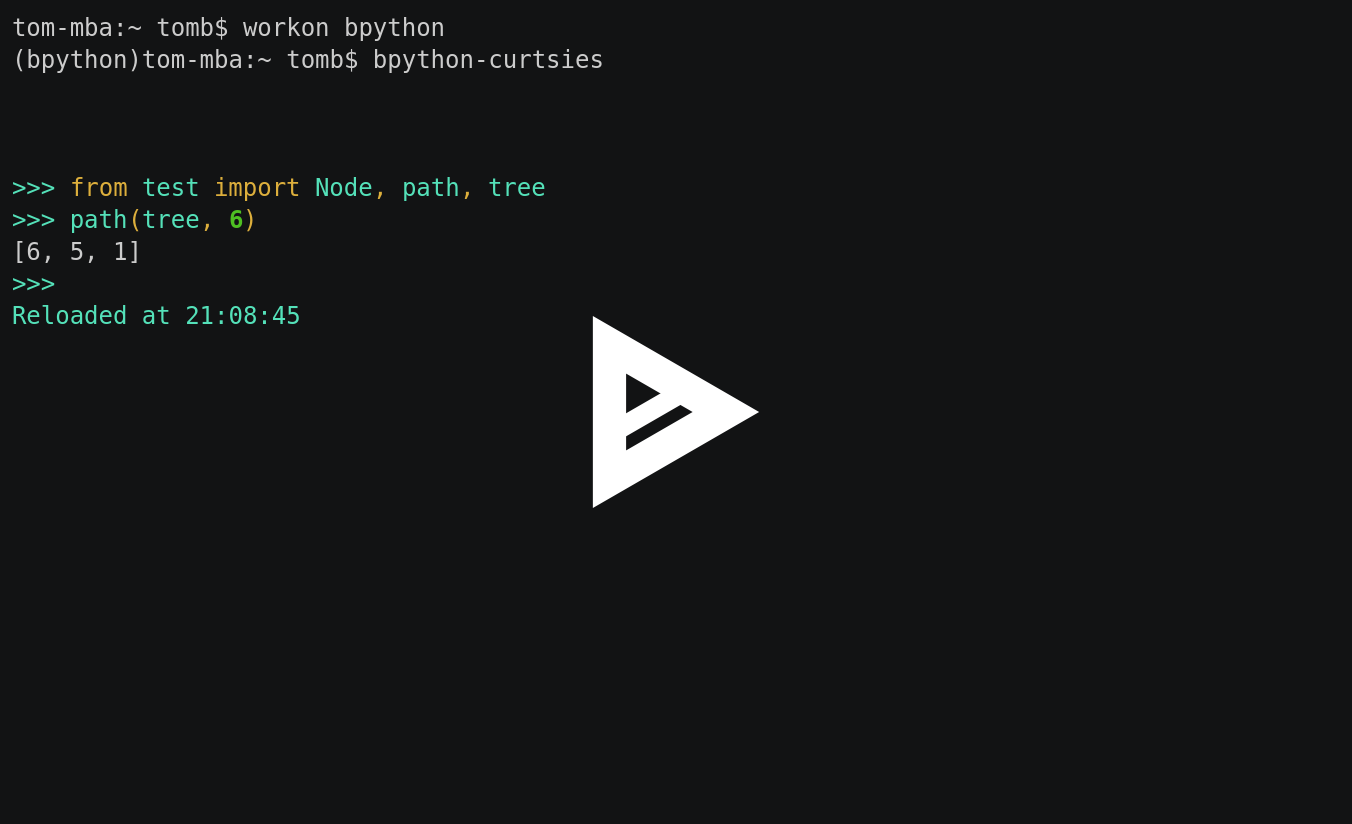 tom-mba:~ tomb$ workon bpython
(bpython)tom-mba:~ tomb$ bpython-curtsies
>>> from test import Node, path, tree
>>> path(tree, 6)
[6, 5, 1]
>>>
Reloaded at 21:08:45